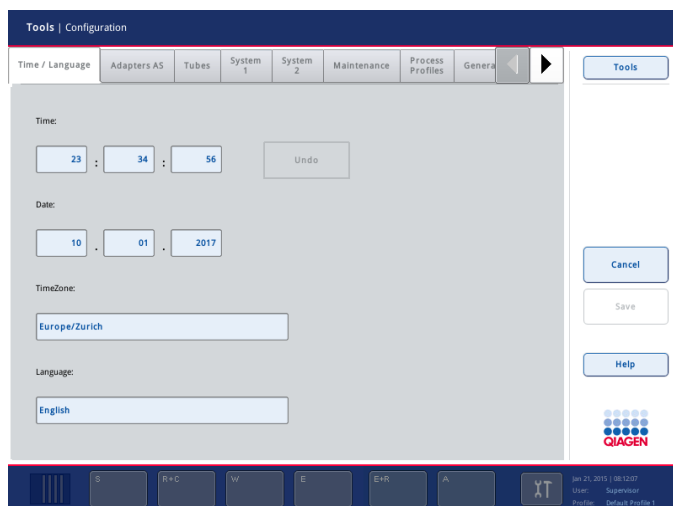 Tools | Configuration
Time / Language
Adapters AS
Tubes
System
1
System
2
Maintenance
Process
Profiles
Genera
Tools
Time:
23 : 34 : 56
Undo
Date:
10 . 01 . 2017
Cancel
TimeZone:
Save
Europe/Zurich
Help
Language:
English
QIAGEN
S
R+C
W
E
E+R
A
Jan 21, 2015 | 08:12:07
User: Supervisor
Profile: Default Profile 1